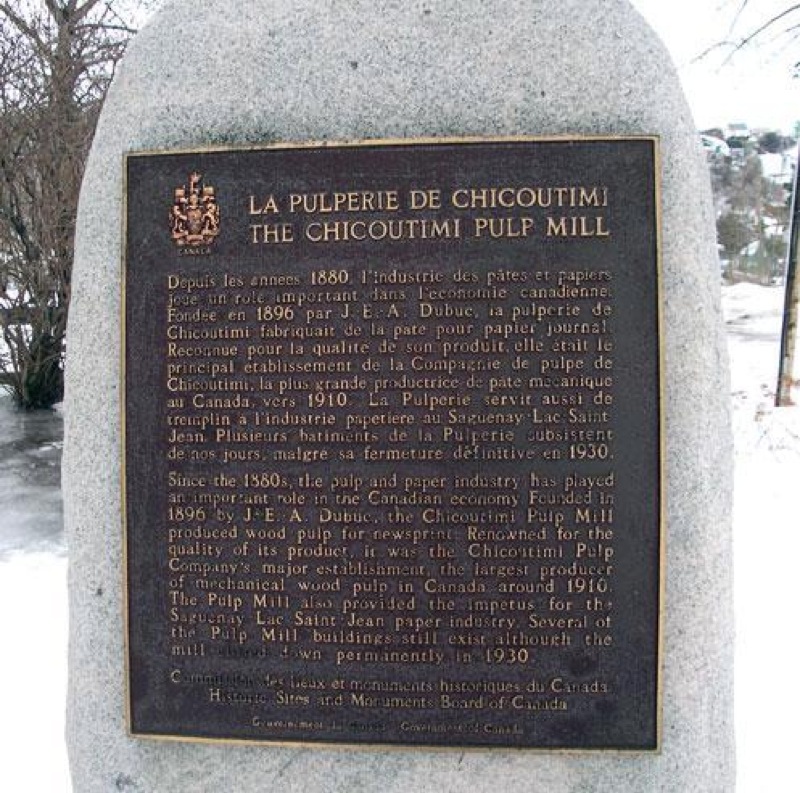 CANADA
LA PULPERIE DE CHICOUTIMI
THE CHICOUTIMI PULP MILL
Depuis les années 1880, l'industrie des pâtes et papiers
joue un rôle important dans l'économie canadienne.
Fondée en 1896 par J.-E.-A. Dubuc, la pulperie de
Chicoutimi fabriquait de la pâte pour papier journal.
Reconnue pour la qualité de son produit, elle était le
principal établissement de la Compagnie de pulpe de
Chicoutimi, la plus grande productrice de pâte mécanique
au Canada, vers 1910. La Pulperie servit aussi de
tremplin à l'industrie papetière au Saguenay-Lac-Saint-
Jean. Plusieurs bâtiments de la Pulperie subsistent
de nos jours, malgré sa fermeture définitive en 1930.
Since the 1880s, the pulp and paper industry has played
an important role in the Canadian economy. Founded in
1896 by J.-E.-A. Dubuc, the Chicoutimi Pulp Mill
produced wood pulp for newsprint. Renowned for the
quality of its product, it was the Chicoutimi Pulp
Company's major establishment, the largest producer
of mechanical wood pulp in Canada around 1910.
The Pulp Mill also provided the impetus for the
Saguenay-Lac-Saint-Jean paper industry. Several of
the Pulp Mill buildings still exist although the
mill down permanently in 1930.
Commission des lieux et monuments historiques du Canada
Historic Sites and Monuments Board of Canada
Gouvernement du Canada - Government of Canada